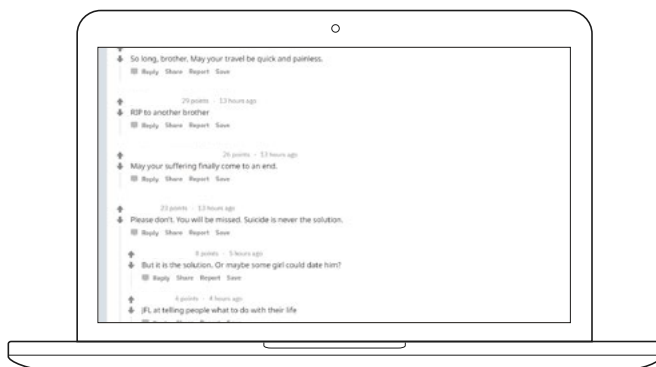 So long, brother. May your travel be quick and painless.
Reply Share Report Save
29 points · 13 hours ago
RIP to another brother
Reply Share Report Save
26 points · 13 hours ago
May your suffering finally come to an end.
Reply Share Report Save
20 points · 13 hours ago
Please don't. You will be missed. Suicide is never the solution.
Reply Share Report Save
8 points · 5 hours ago
But it is the solution. Or maybe some girl could date him?
Reply Share Report Save
4 points · 4 hours ago
JFL at telling people what to do with their life